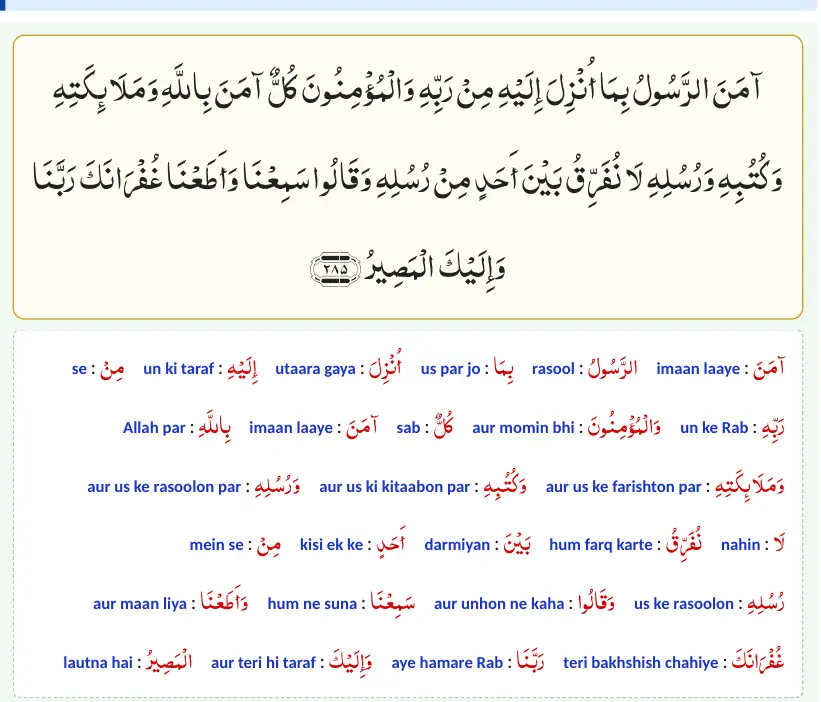 آمَنَ الرَّسُولُ بِمَا أُنْزِلَ إِلَيْهِ مِنْ رَبِّهِ وَالْمُؤْمِنُونَ كُلٌّ آمَنَ بِاللَّهِ وَمَلَائِكَتِهِ
وَكُتُبِهِ وَرُسُلِهِ لَا نُفَرِّقُ بَيْنَ أَحَدٍ مِنْ رُسُلِهِ وَقَالُوا سَمِعْنَا وَأَطَعْنَا غُفْرَانَكَ رَبَّنَا
وَإِلَيْكَ الْمَصِيرُ ٢٨٥
آمَنَ : imaan laaye الرَّسُولُ : rasool بِمَا : us par jo أُنْزِلَ : utaara gaya إِلَيْهِ : un ki taraf مِنْ : se
رَبِّهِ : un ke Rab وَالْمُؤْمِنُونَ : aur momin bhi كُلٌّ : sab آمَنَ : imaan laaye بِاللَّهِ : Allah par
وَمَلَائِكَتِهِ : aur us ke farishton par وَكُتُبِهِ : aur us ki kitaabon par وَرُسُلِهِ : aur us ke rasoolon par
لَا : nahin نُفَرِّقُ : hum farq karte بَيْنَ : darmiyan أَحَدٍ : kisi ek ke مِنْ : mein se
رُسُلِهِ : us ke rasoolon وَقَالُوا : aur unhon ne kaha سَمِعْنَا : hum ne suna وَأَطَعْنَا : aur maan liya
غُفْرَانَكَ : teri bakhshish chahiye رَبَّنَا : aye hamare Rab وَإِلَيْكَ : aur teri hi taraf الْمَصِيرُ : lautna hai